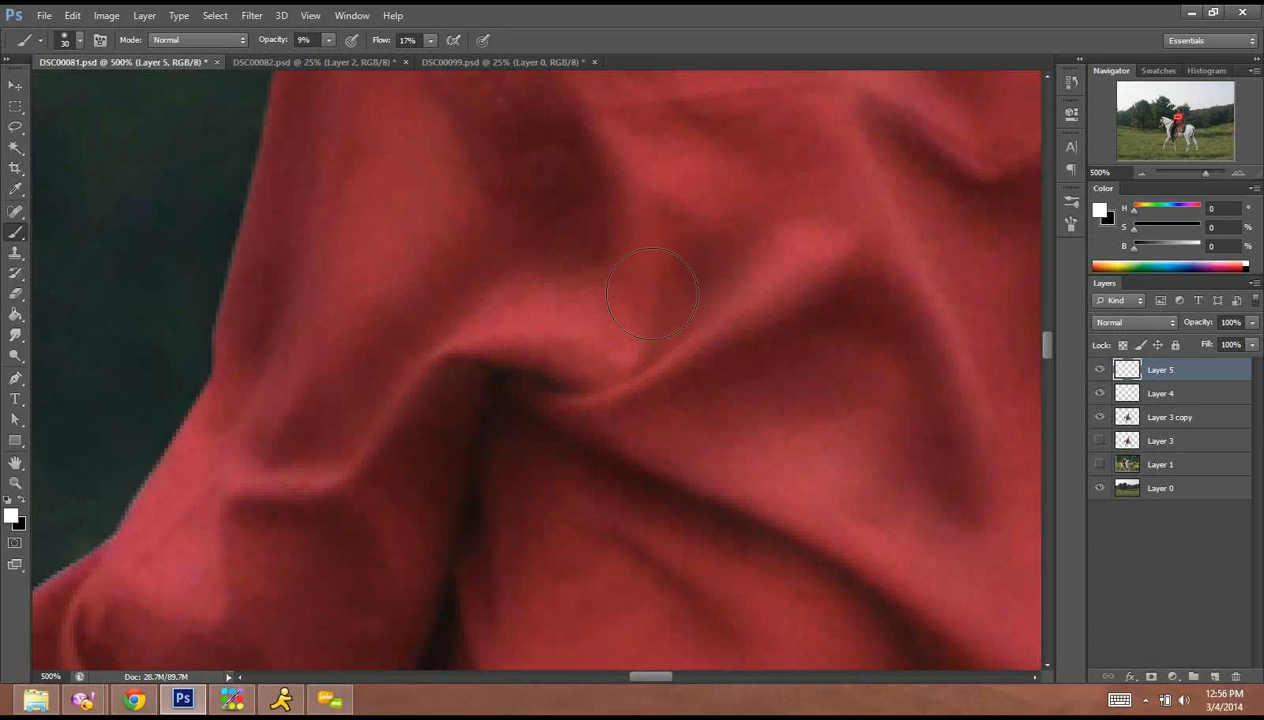 Ps File Edit Image Layer Type Select Filter 3D View Window Help
30 Mode: Normal Opacity: 9% Flow: 17% Essentials
DSC00081.psd @ 500% (Layer 5, RGB/8) * × DSC00082.psd @ 25% (Layer 2, RGB/8) * × DSC00099.psd @ 25% (Layer 0, RGB/8) * ×
Navigator Swatches Histogram
500%
Color
H 0 °
S 0 %
B 0 %
Layers
Kind
Normal Opacity: 100%
Lock: Fill: 100%
Layer 5
Layer 4
Layer 3 copy
Layer 3
Layer 1
Layer 0
500% Doc: 28.7M/89.7M
Ps
12:56 PM
3/4/2014